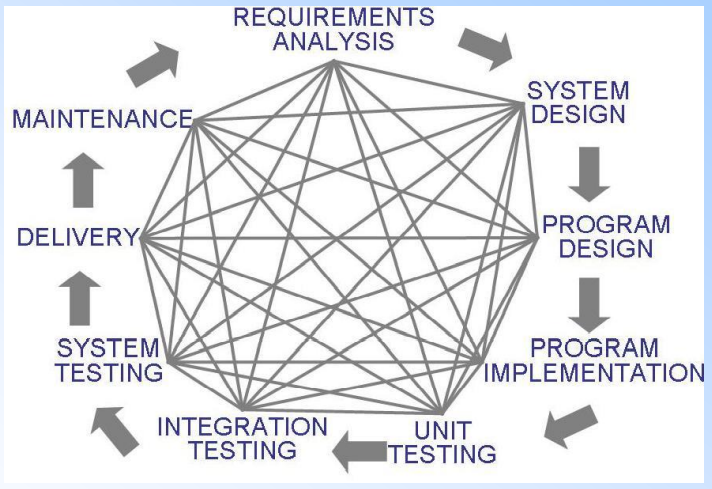 REQUIREMENTS
ANALYSIS
SYSTEM
DESIGN
PROGRAM
DESIGN
PROGRAM
IMPLEMENTATION
UNIT
TESTING
INTEGRATION
TESTING
SYSTEM
TESTING
DELIVERY
MAINTENANCE